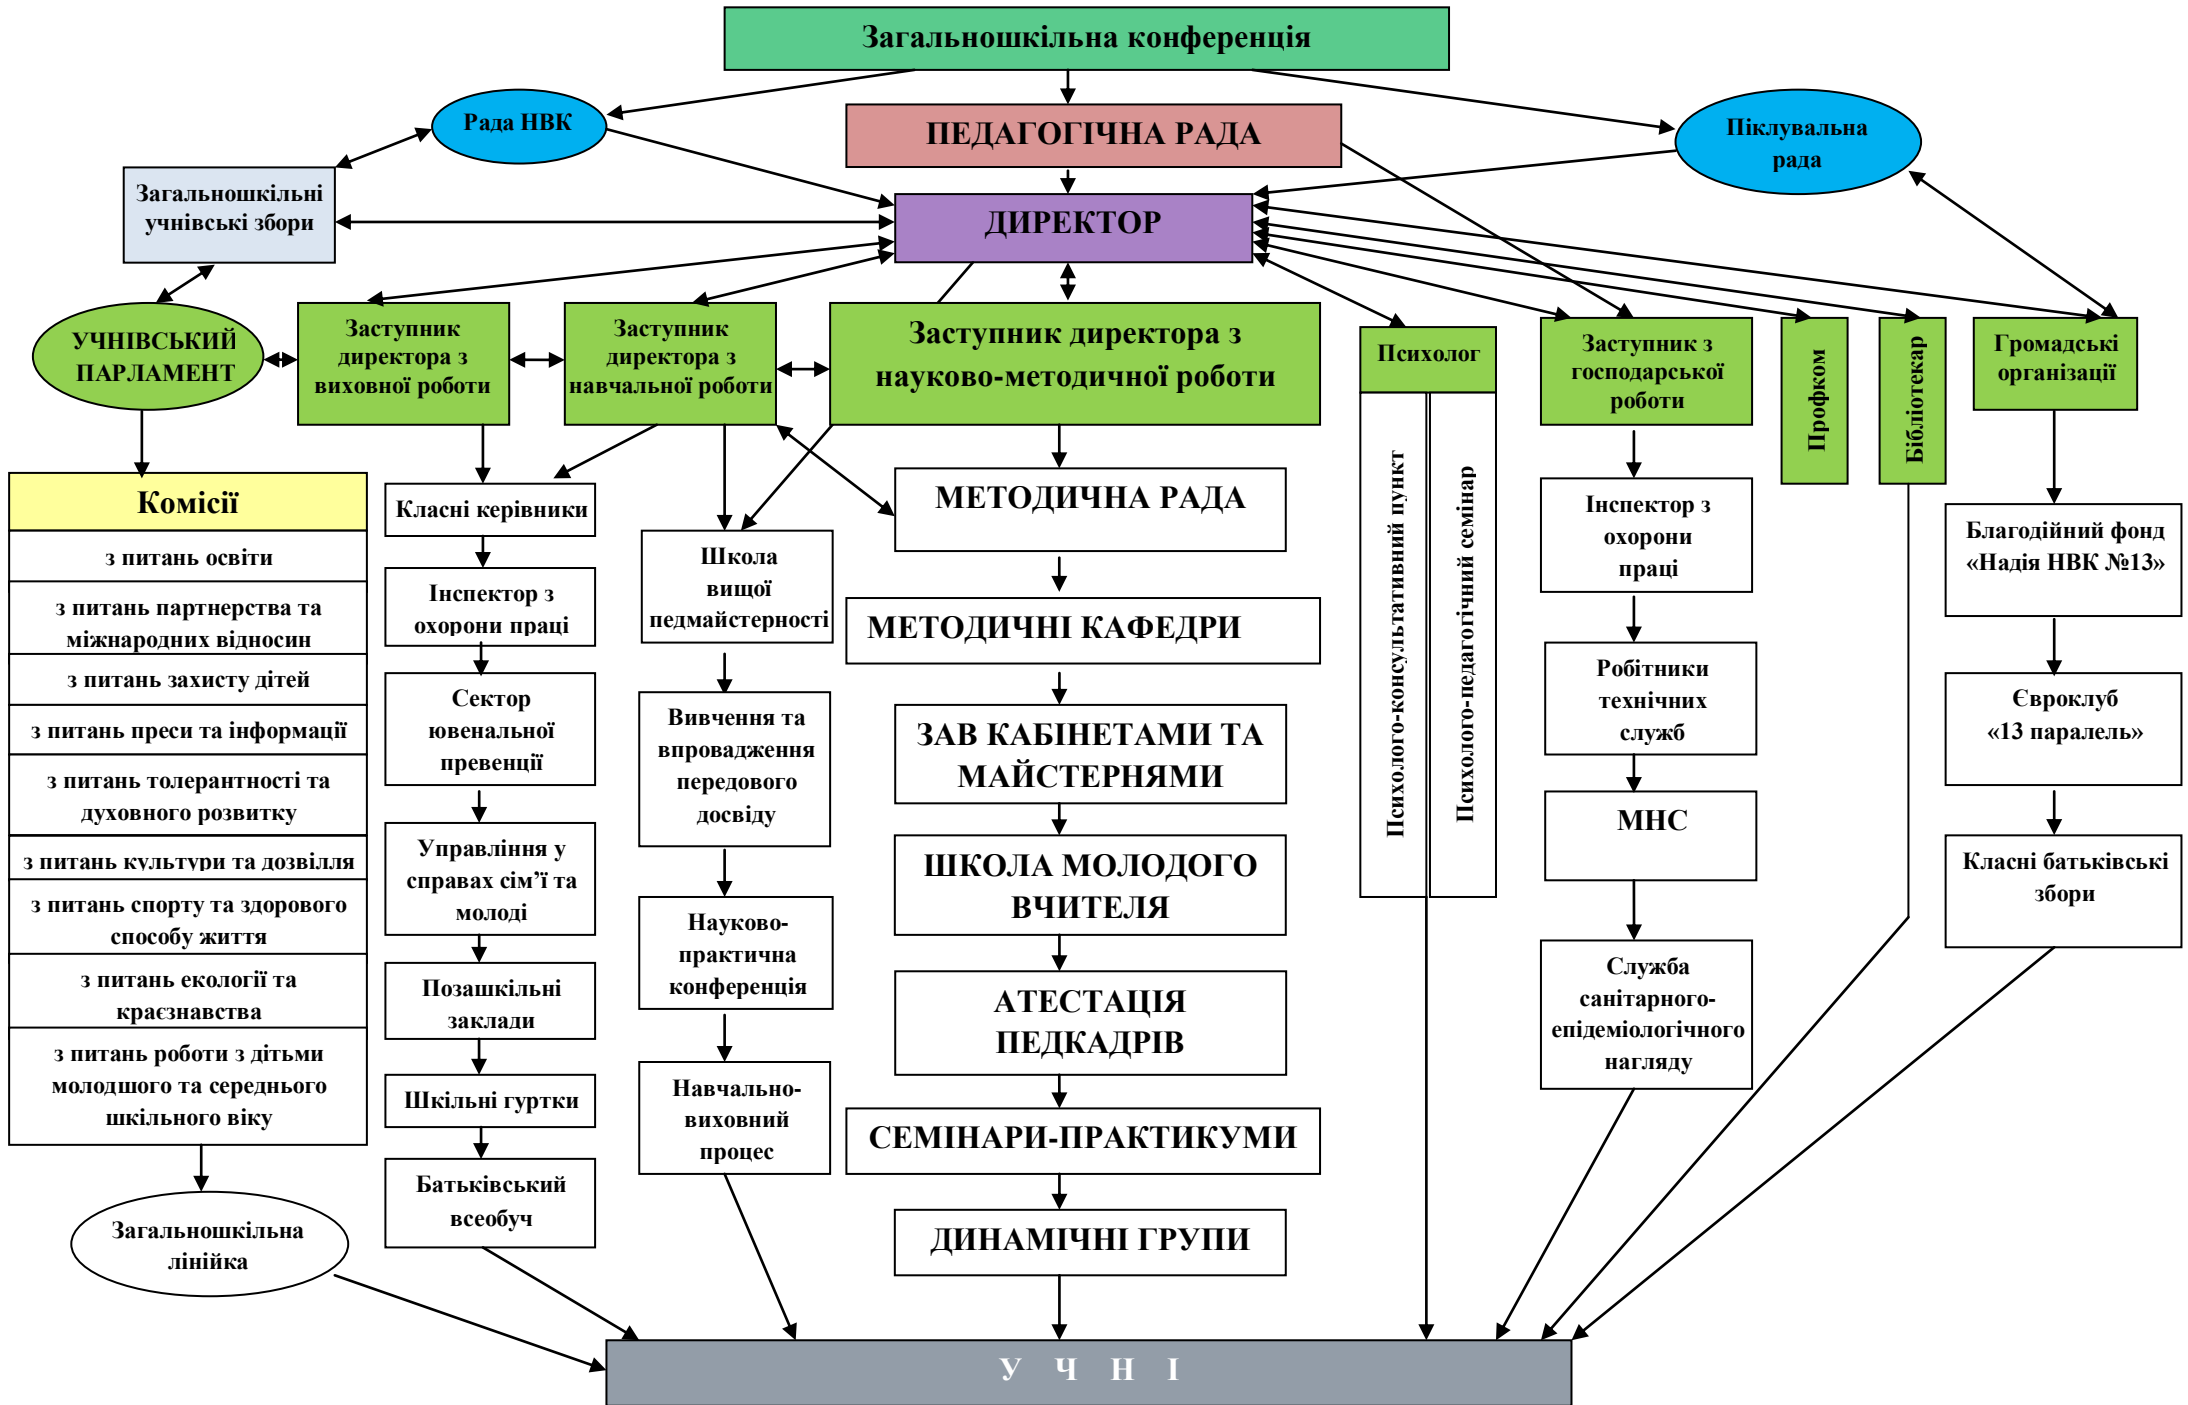 Загальношкільна конференція
Рада НВК
ПЕДАГОГІЧНА РАДА
Піклувальна
рада
Загальношкільні
учнівські збори
ДИРЕКТОР
УЧНІВСЬКИЙ
ПАРЛАМЕНТ
Заступник
директора з
виховної роботи
Заступник
директора з
навчальної роботи
Заступник директора з
науково-методичної роботи
Психолог
Заступник з
господарської
роботи
Профком
Бібліотекар
Громадські
організації
Комісії
з питань освіти
з питань партнерства та
міжнародних відносин
з питань захисту дітей
з питань преси та інформації
з питань толерантності та
духовного розвитку
з питань культури та дозвілля
з питань спорту та здорового
способу життя
з питань екології та
краєзнавства
з питань роботи з дітьми
молодшого та середнього
шкільного віку
Загальношкільна
лінійка
Класні керівники
Інспектор з
охорони праці
Сектор
ювенальної
превенції
Управління у
справах сім’ї та
молоді
Позашкільні
заклади
Шкільні гуртки
Батьківський
всеобуч
Школа
вищої
педмайстерності
Вивчення та
впровадження
передового
досвіду
Науково-
практична
конференція
Навчально-
виховний
процес
МЕТОДИЧНА РАДА
МЕТОДИЧНІ КАФЕДРИ
ЗАВ КАБІНЕТАМИ ТА
МАЙСТЕРНЯМИ
ШКОЛА МОЛОДОГО
ВЧИТЕЛЯ
АТЕСТАЦІЯ
ПЕДКАДРІВ
СЕМІНАРИ-ПРАКТИКУМИ
ДИНАМІЧНІ ГРУПИ
Психолого-консультативний пункт
Психолого-педагогічний семінар
Інспектор з
охорони
праці
Робітники
технічних
служб
МНС
Служба
санітарного-
епідеміологічного
нагляду
Благодійний фонд
«Надія НВК №13»
Євроклуб
«13 паралель»
Класні батьківські
збори
У Ч Н І